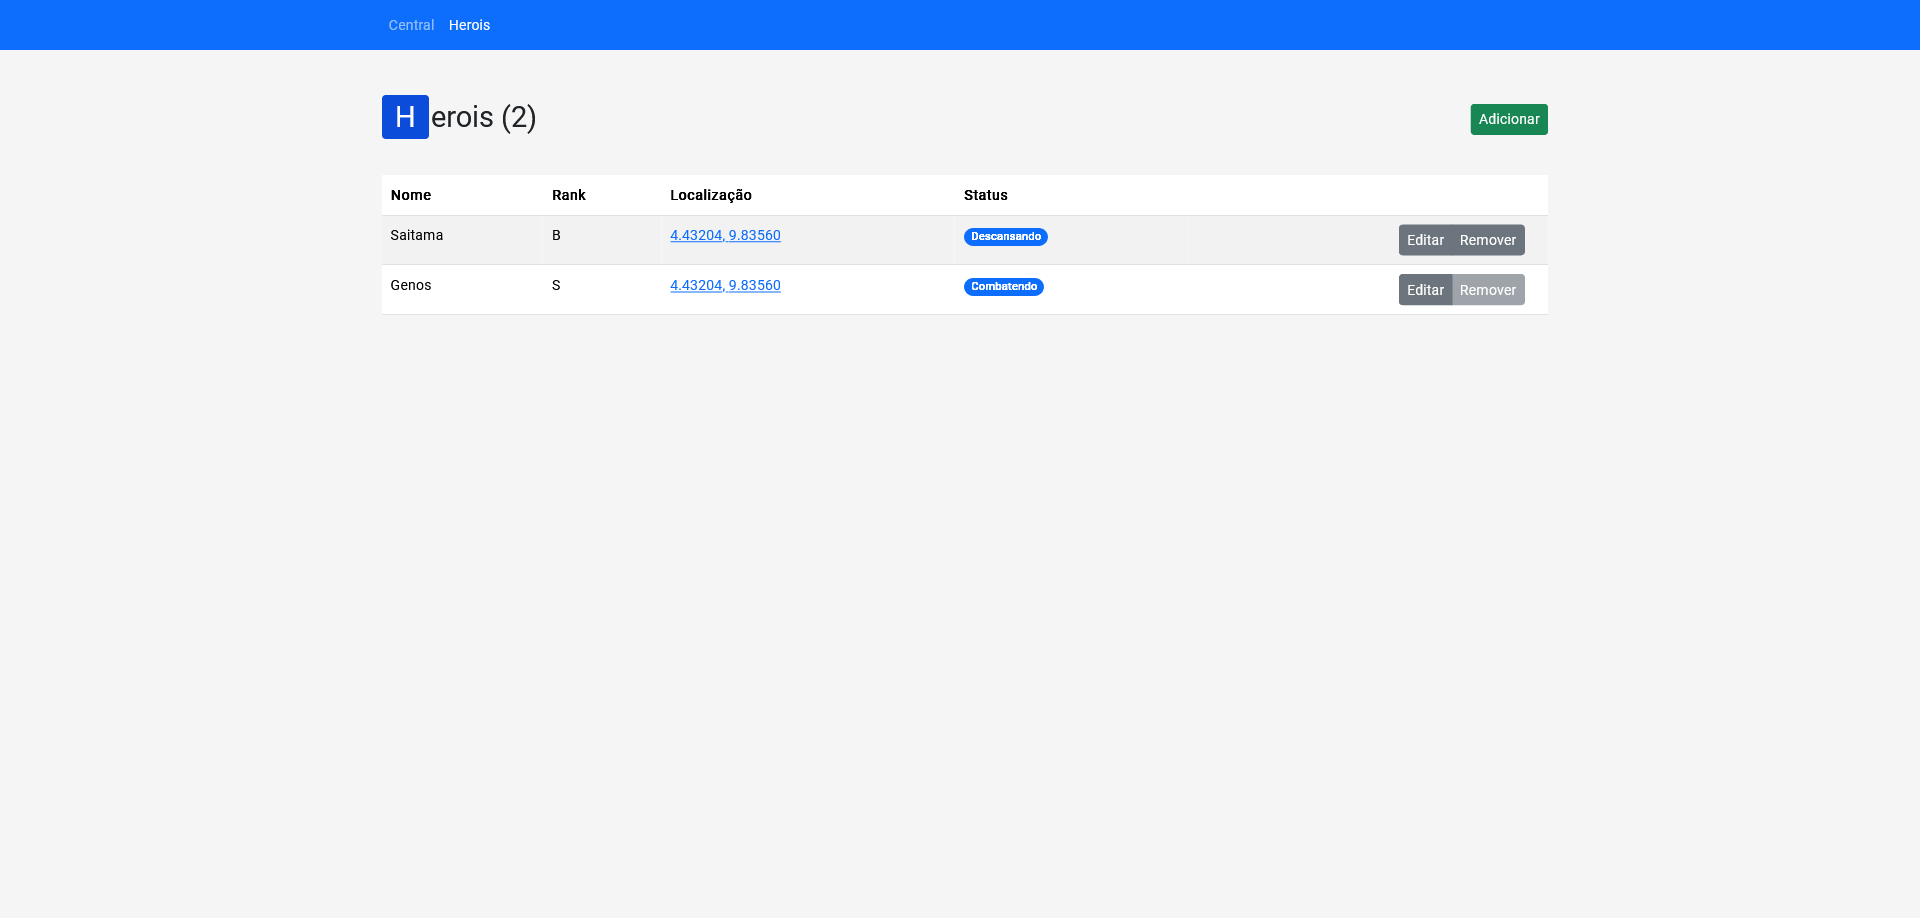 Central Herois
Herois (2)
Adicionar
Nome Rank Localização Status
Saitama B 4.43204, 9.83560 Descansando Editar Remover
Genos S 4.43204, 9.83560 Combatendo Editar Remover